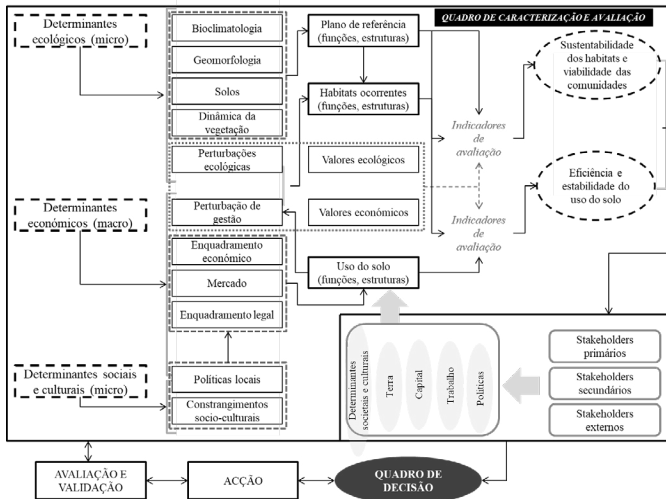 QUADRO DE CARACTERIZAÇÃO E AVALIAÇÃO
Determinantes
ecológicos (micro)
Bioclimatologia
Geomorfologia
Solos
Dinâmica da
vegetação
Plano de referência
(funções, estruturas)
Habitats ocorrentes
(funções, estruturas)
Indicadores
de
avaliação
Sustentabilidade
dos habitats e
viabilidade das
comunidades
Perturbações
ecológicas
Valores ecológicos
Perturbação de
gestão
Valores económicos
Indicadores
de
avaliação
Eficiência e
estabilidade do
uso do solo
Determinantes
económicos (macro)
Enquadramento
económico
Mercado
Enquadramento legal
Uso do solo
(funções, estruturas)
Determinantes sociais
e culturais (micro)
Políticas locais
Constrangimentos
socio-culturais
Determinantes
societais e culturais
Terra
Capital
Trabalho
Políticas
Stakeholders
primários
Stakeholders
secundários
Stakeholders
externos
AVALIAÇÃO E
VALIDAÇÃO
ACÇÃO
QUADRO DE
DECISÃO